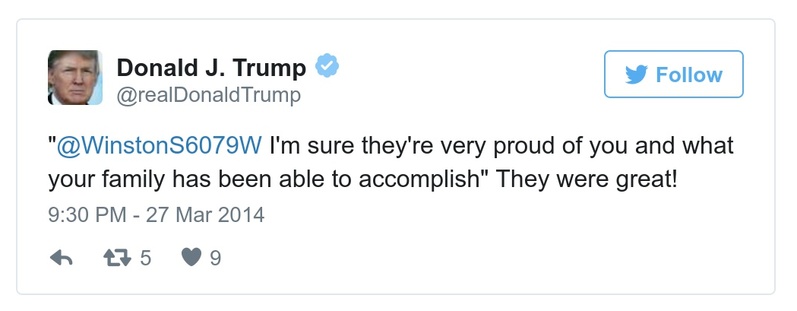 Donald J. Trump
@realDonaldTrump
Follow
"@WinstonS6079W I'm sure they're very proud of you and what
your family has been able to accomplish" They were great!
9:30 PM - 27 Mar 2014
5 9